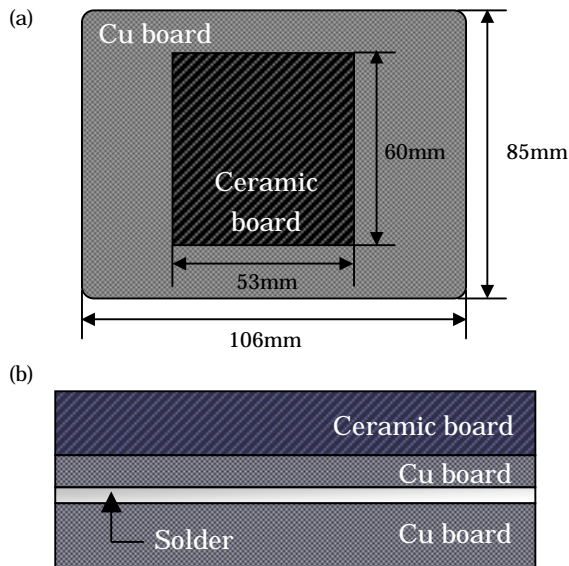 (a)
Cu board
60mm
85mm
Ceramic
board
53mm
106mm
(b)
Ceramic board
Cu board
Solder
Cu board